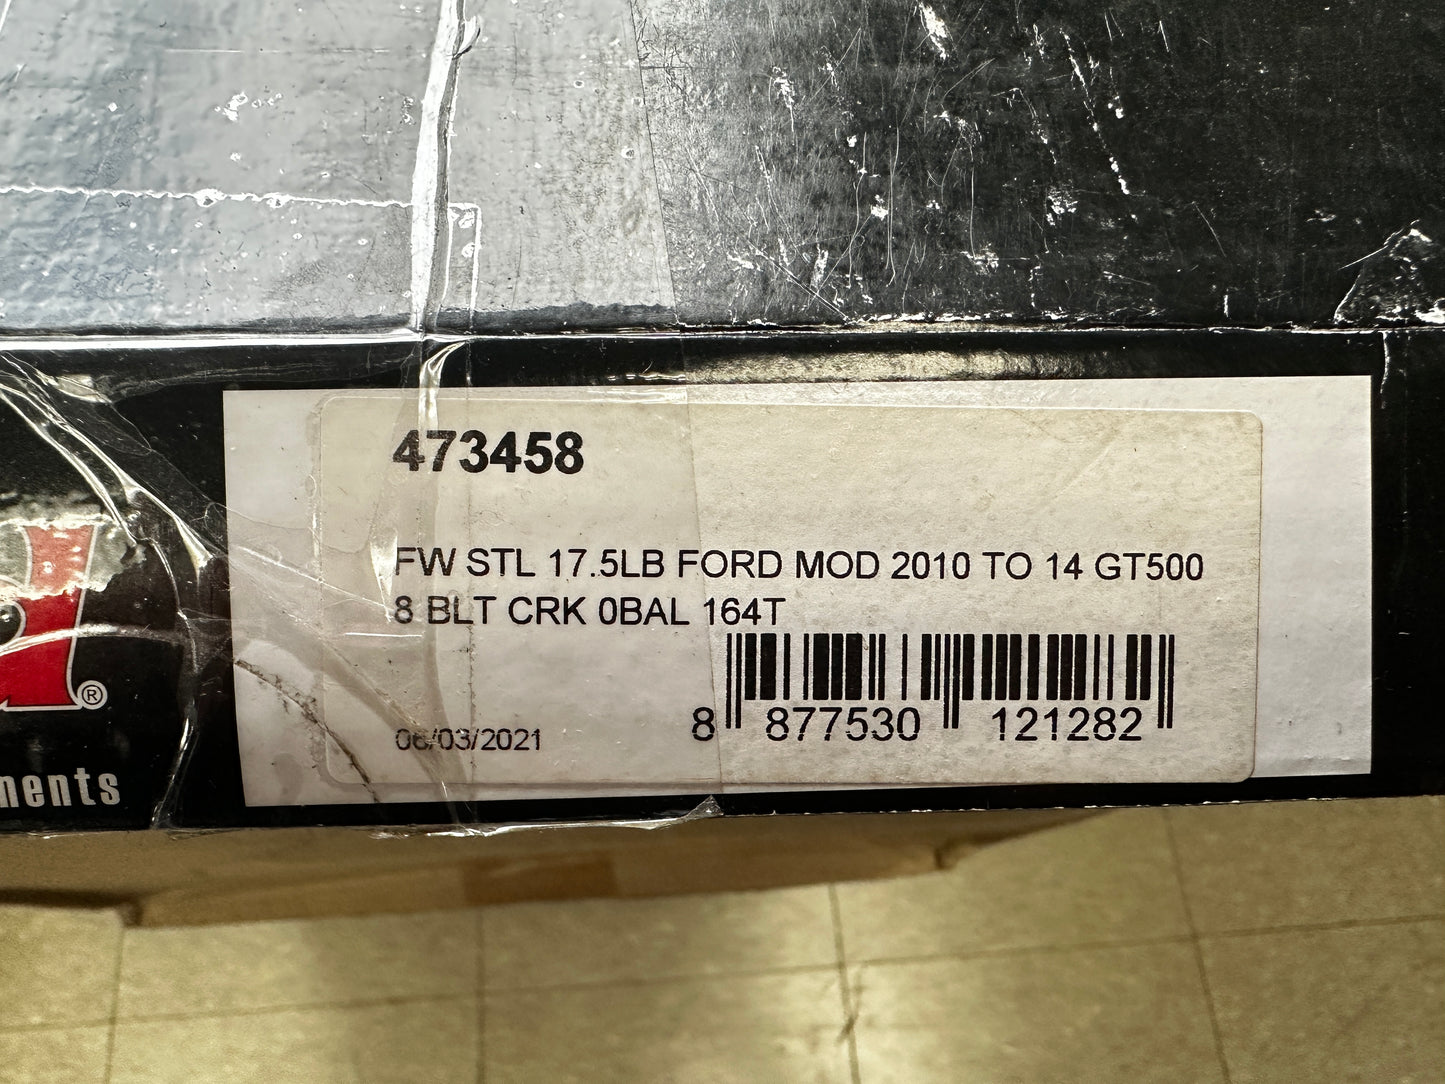 473458
FW STL 17.5LB FORD MOD 2010 TO 14 GT500
8 BLT CRK 0BAL 164T
8 877530 121282
06/03/2021
d®
nents